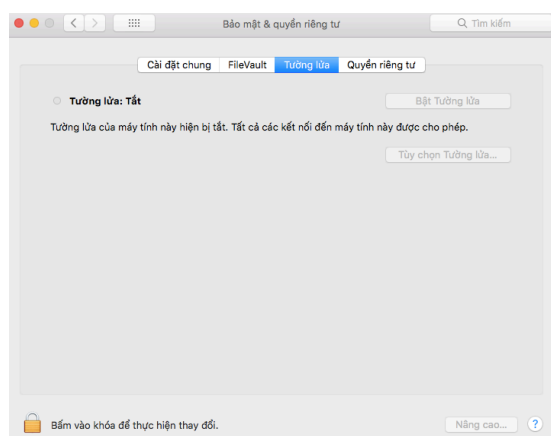 Bảo mật & quyền riêng tư
Tìm kiếm
Cài đặt chung
FileVault
Tường lửa
Quyền riêng tư
Tường lửa: Tắt
Bật Tường lửa
Tường lửa của máy tính này hiện bị tắt. Tất cả các kết nối đến máy tính này được cho phép.
Tùy chọn Tường lửa...
Bấm vào khóa để thực hiện thay đổi.
Nâng cao...
?